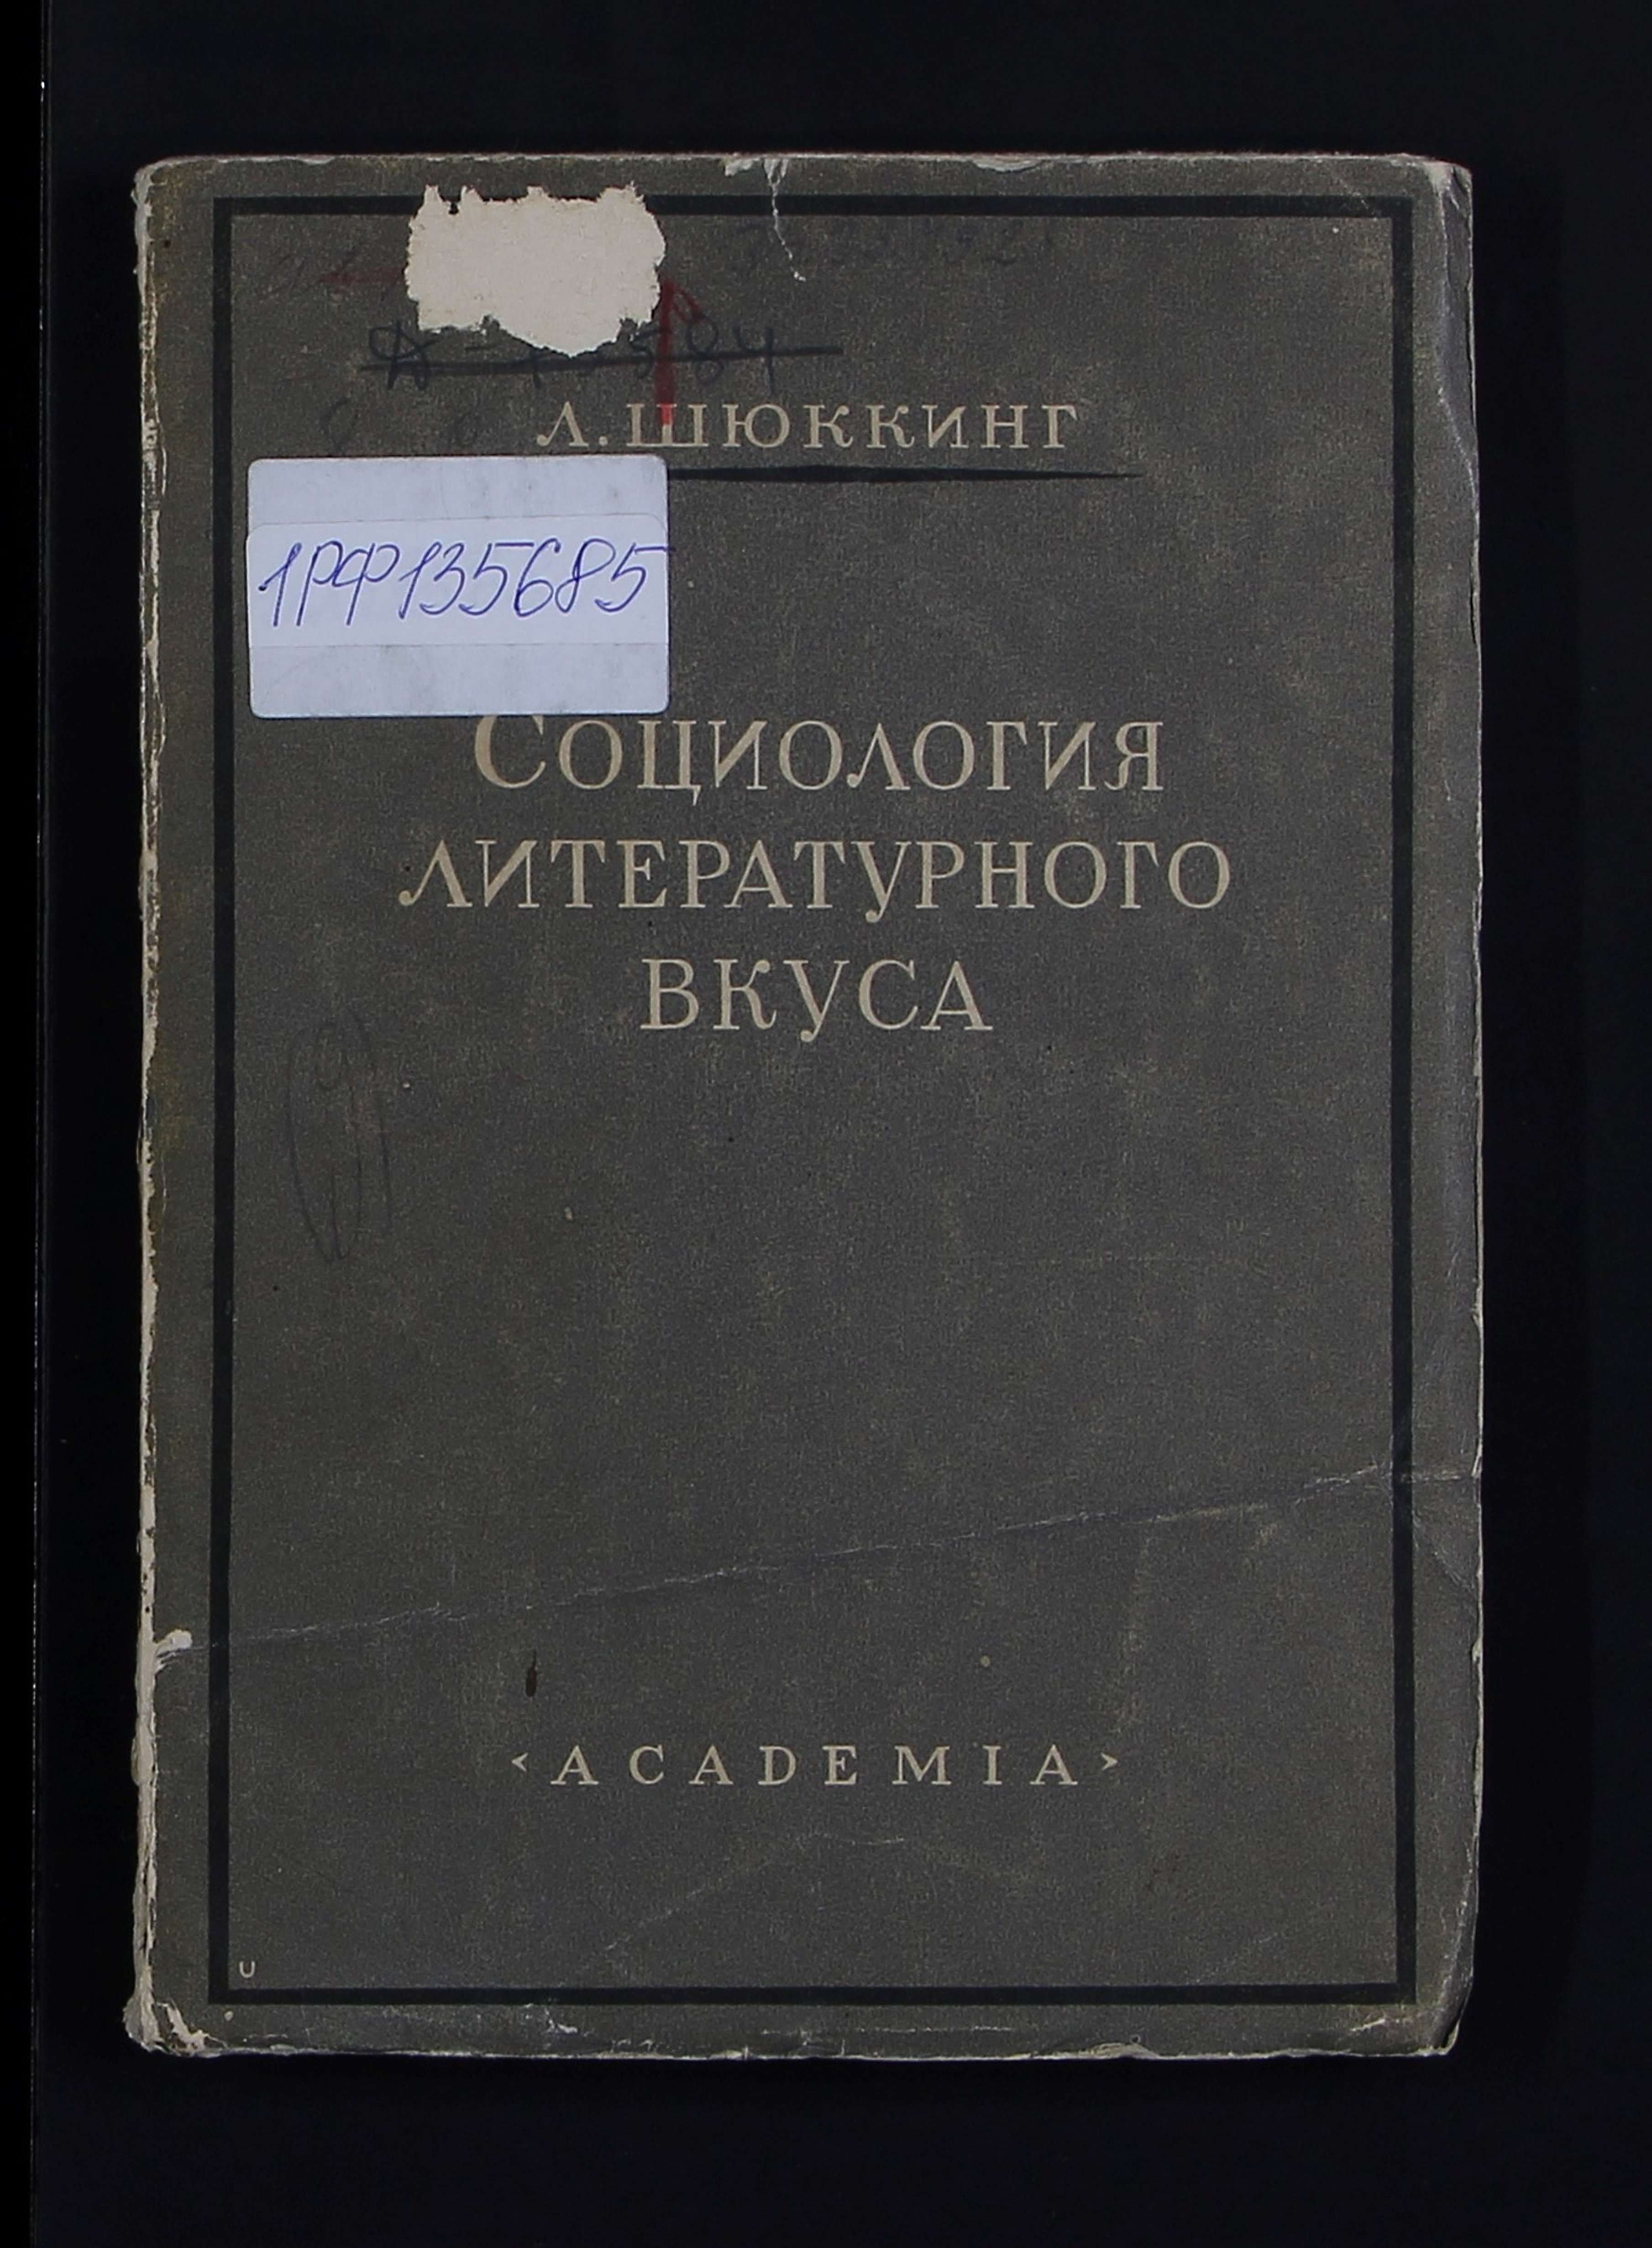 Л. ШЮККИНГ
1РФ135685
СОЦИОЛОГИЯ
ЛИТЕРАТУРНОГО
ВКУСА
‹ACADEMIA›